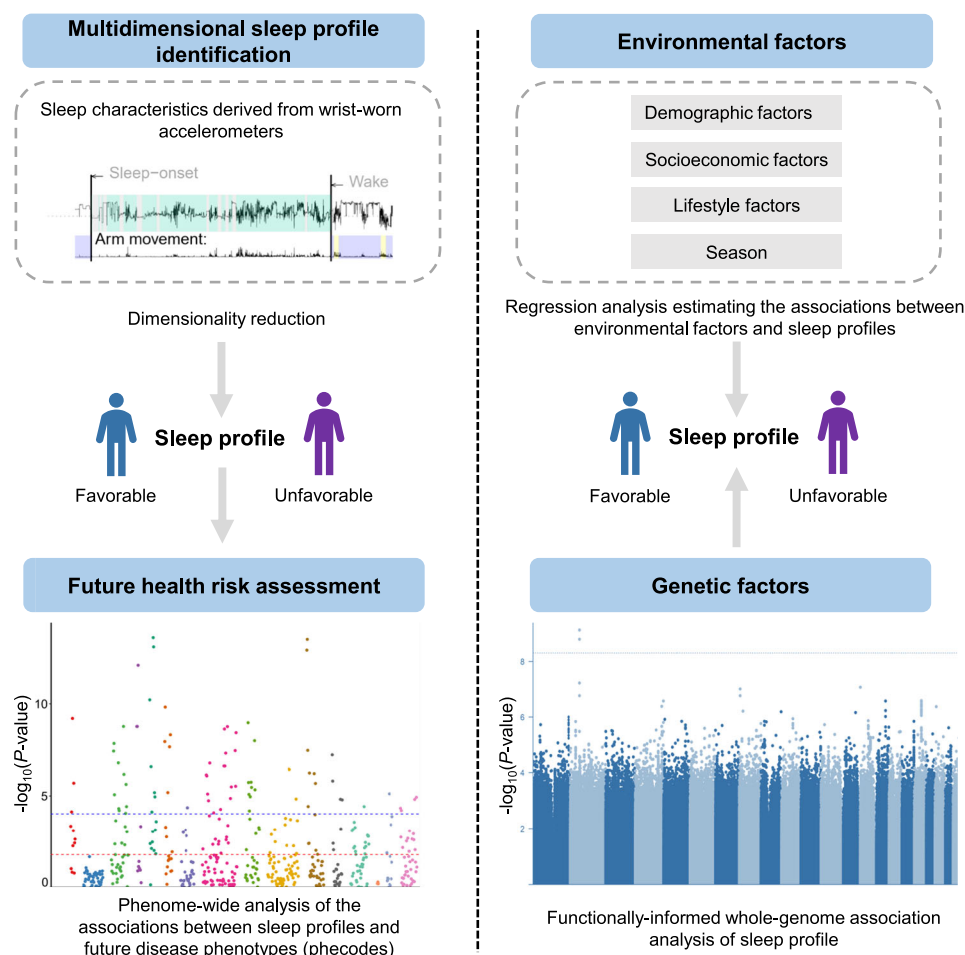 Multidimensional sleep profile
identification
Sleep characteristics derived from wrist-worn
accelerometers
Sleep−onset
Wake
Arm movement:
Dimensionality reduction
Sleep profile
Favorable
Unfavorable
Future health risk assessment
-log10(P-value)
10
5
0
Phenome-wide analysis of the
associations between sleep profiles and
future disease phenotypes (phecodes)
Environmental factors
Demographic factors
Socioeconomic factors
Lifestyle factors
Season
Regression analysis estimating the associations between
environmental factors and sleep profiles
Sleep profile
Favorable
Unfavorable
Genetic factors
-log10(P-value)
8
6
4
2
Functionally-informed whole-genome association
analysis of sleep profile